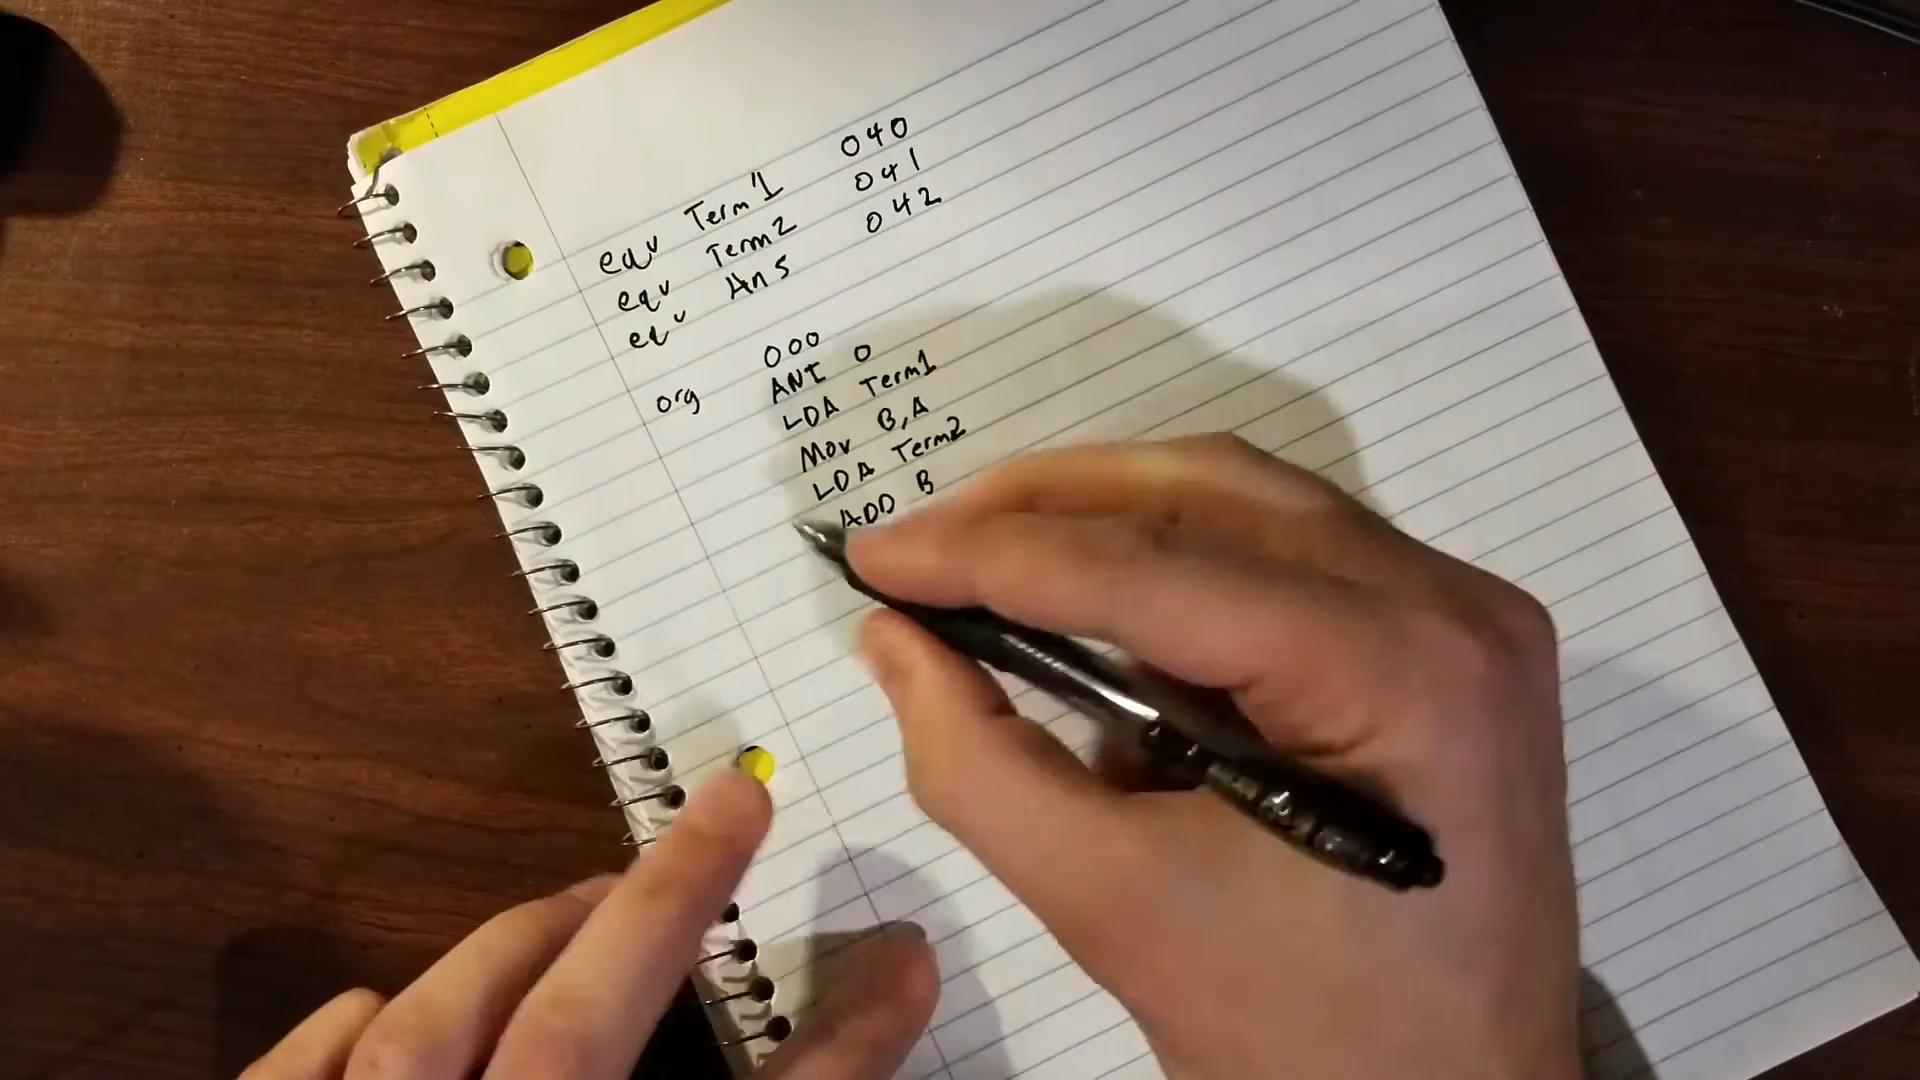 equ Term1 040
equ Term2 041
equ Ans 042
org 000
ANI 0
LDA Term1
Mov B,A
LDA Term2
ADD B